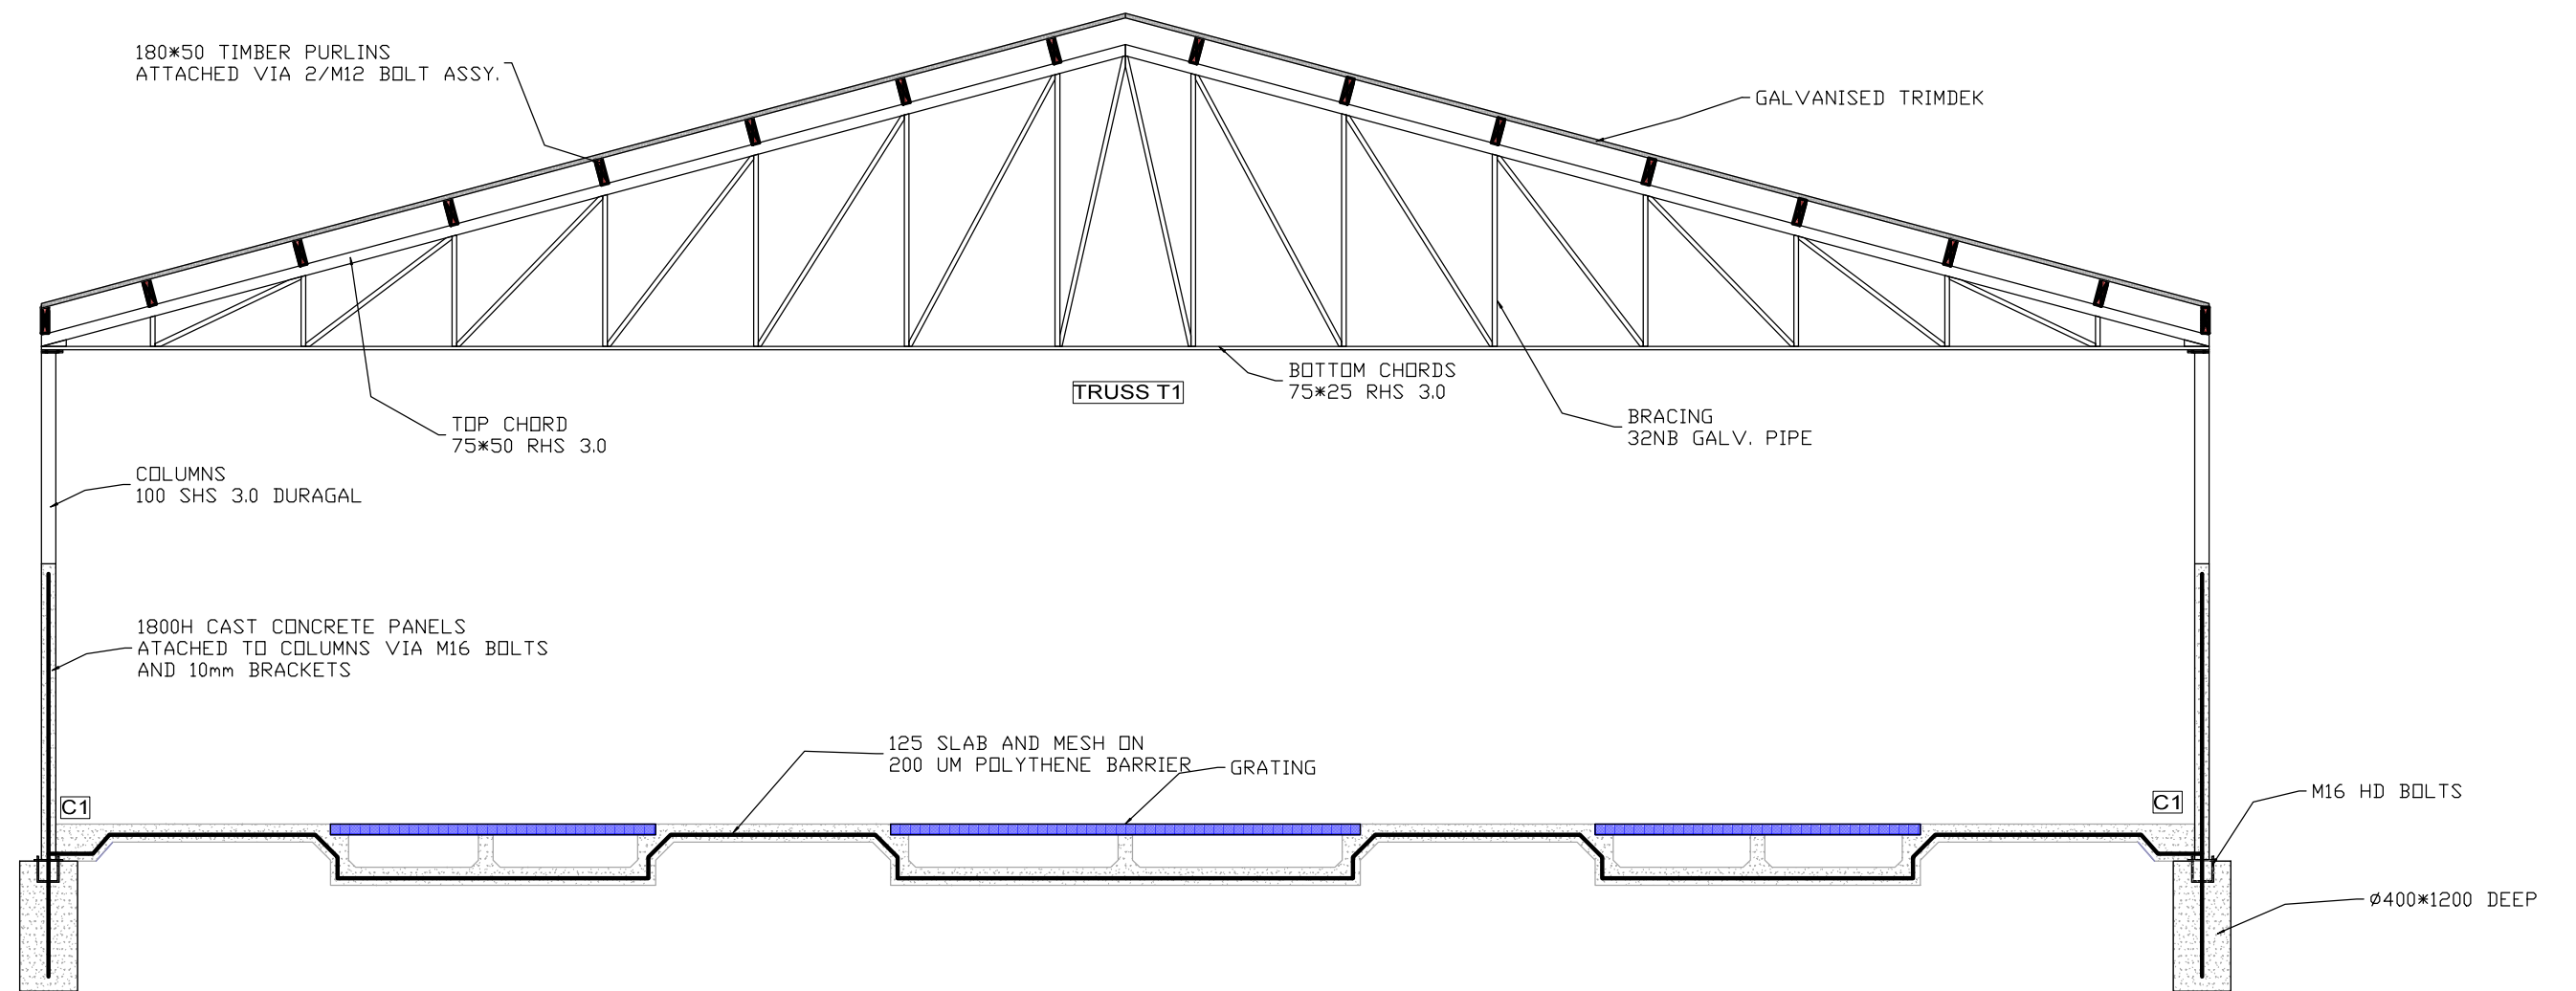 180*50 TIMBER PURLINS
ATTACHED VIA 2/M12 BOLT ASSY.
GALVANISED TRIMDEK
BOTTOM CHORDS
75*25 RHS 3.0
TRUSS T1
BRACING
32NB GALV. PIPE
TOP CHORD
75*50 RHS 3.0
COLUMNS
100 SHS 3.0 DURAGAL
1800H CAST CONCRETE PANELS
ATACHED TO COLUMNS VIA M16 BOLTS
AND 10mm BRACKETS
125 SLAB AND MESH ON
200 UM POLYTHENE BARRIER
GRATING
C1
C1
M16 HD BOLTS
Ø400*1200 DEEP